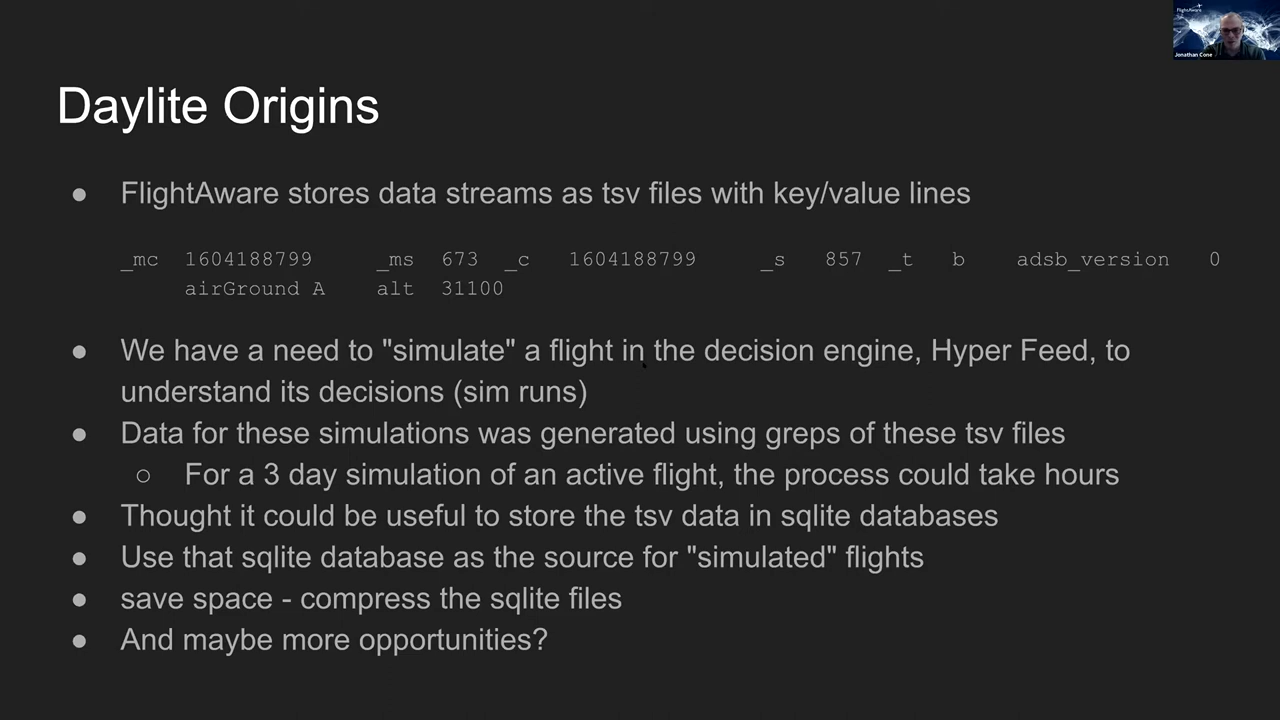 FlightAware
Jonathan Cone
Daylite Origins
● FlightAware stores data streams as tsv files with key/value lines
_mc 1604188799 _ms 673 _c 1604188799 _s 857 _t b adsb_version 0
airGround A alt 31100
● We have a need to "simulate" a flight in the decision engine, Hyper Feed, to
understand its decisions (sim runs)
● Data for these simulations was generated using greps of these tsv files
○ For a 3 day simulation of an active flight, the process could take hours
● Thought it could be useful to store the tsv data in sqlite databases
● Use that sqlite database as the source for "simulated" flights
● save space - compress the sqlite files
● And maybe more opportunities?